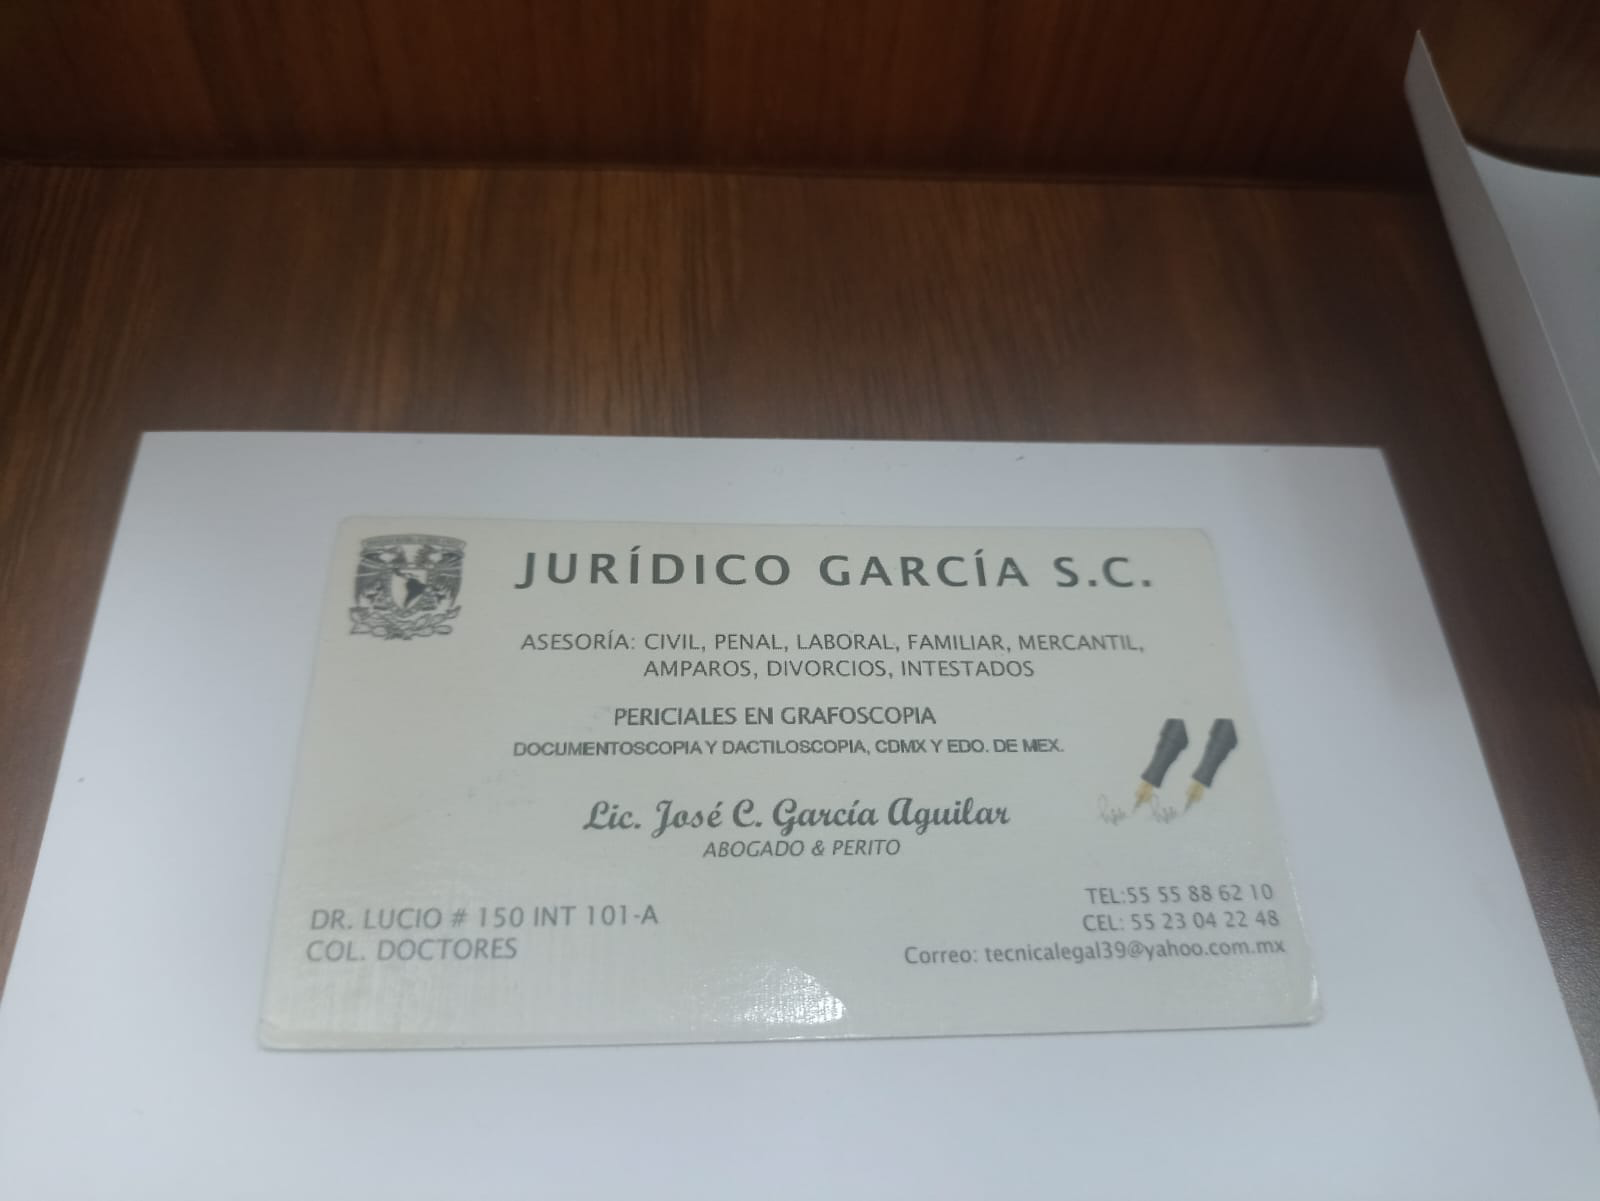 JURÍDICO GARCÍA S.C.
ASESORÍA: CIVIL, PENAL, LABORAL, FAMILIAR, MERCANTIL,
AMPAROS, DIVORCIOS, INTESTADOS
PERICIALES EN GRAFOSCOPIA
DOCUMENTOSCOPIA Y DACTILOSCOPIA, CDMX Y EDO. DE MEX.
Lic. José C. García Aguilar
ABOGADO & PERITO
DR. LUCIO # 150 INT 101-A
COL. DOCTORES
TEL:55 55 88 62 10
CEL: 55 23 04 22 48
Correo: tecnicalegal39@yahoo.com.mx